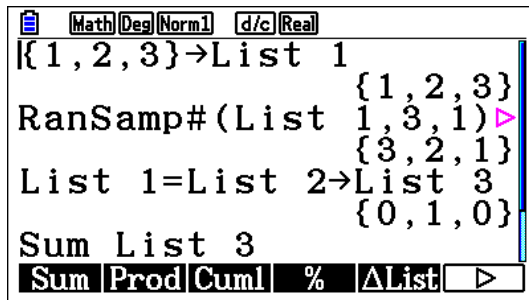 Math Deg Norm1 d/c Real
{1,2,3}→List 1
{1,2,3}
RanSamp#(List 1,3,1)▷
{3,2,1}
List 1=List 2→List 3
{0,1,0}
Sum List 3
Sum Prod Cuml % ΔList ▷